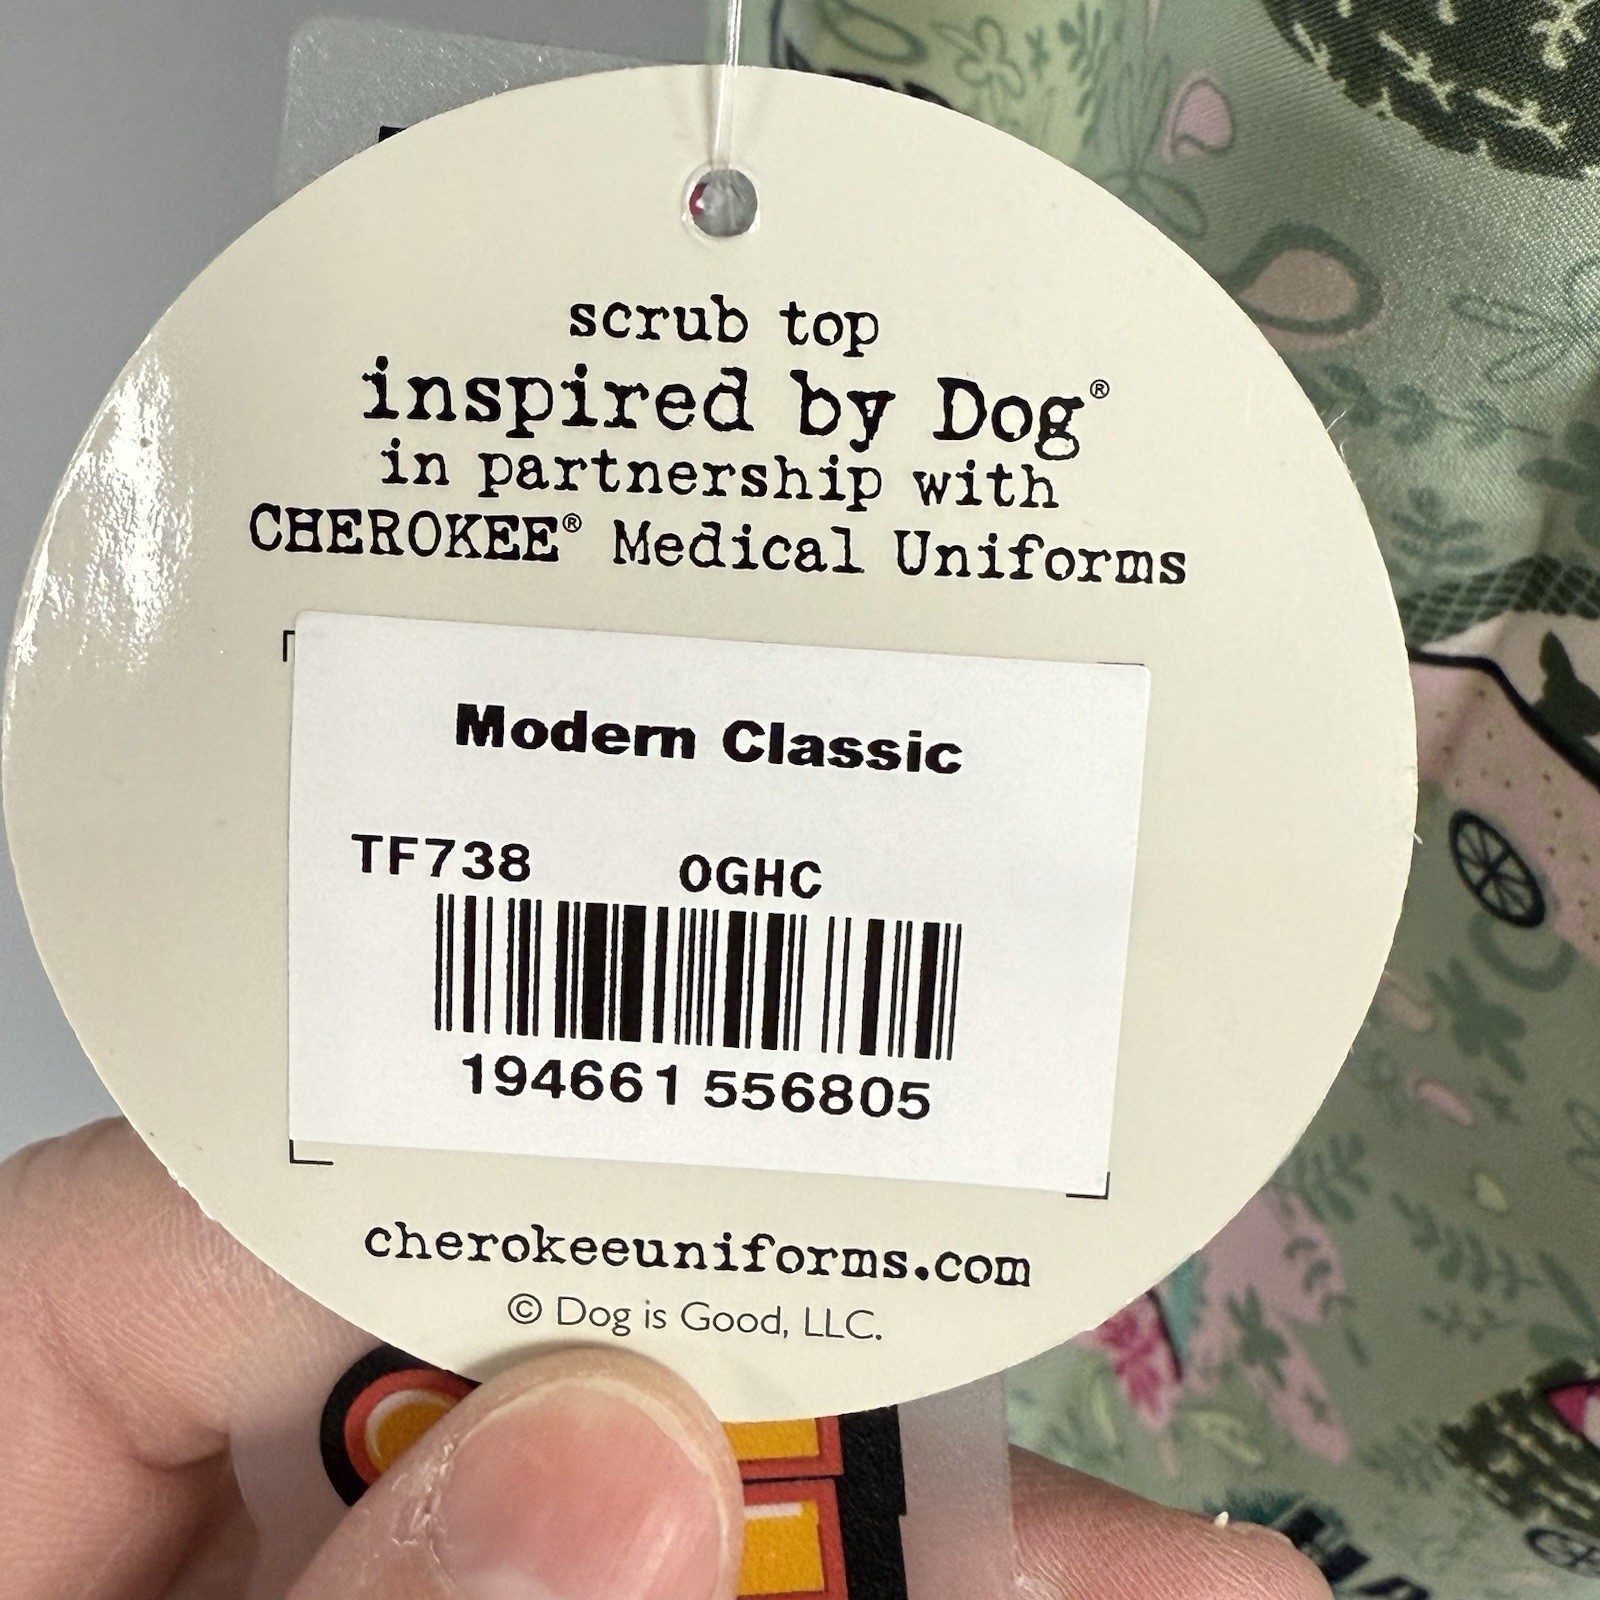 scrub top
inspired by Dog®
in partnership with
CHEROKEE® Medical Uniforms
Modern Classic
TF738 OGHC
194661 556805
cherokeeuniforms.com
© Dog is Good, LLC.